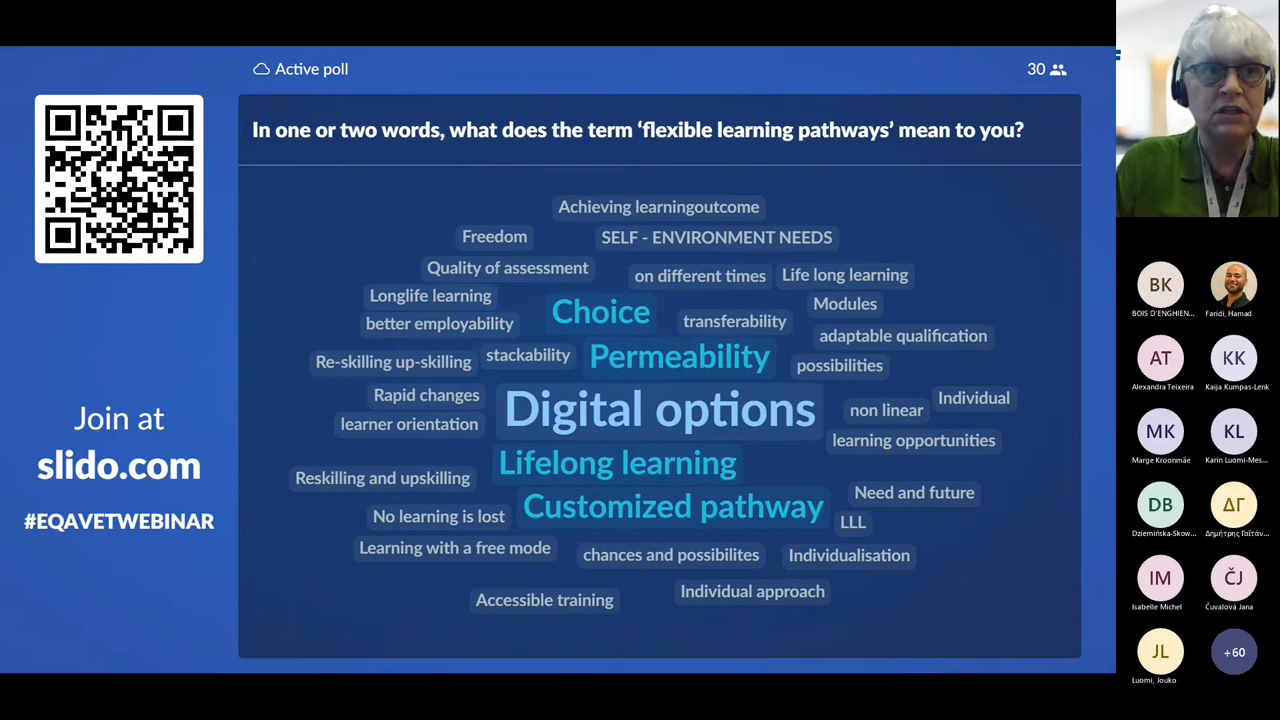 Active poll
30
In one or two words, what does the term ‘flexible learning pathways’ mean to you?
Achieving learningoutcome
Freedom
SELF - ENVIRONMENT NEEDS
Quality of assessment
on different times
Life long learning
Longlife learning
Choice
Modules
better employability
transferability
adaptable qualification
Re-skilling up-skilling
stackability
Permeability
possibilities
Rapid changes
Digital options
non linear
Individual
learner orientation
learning opportunities
Lifelong learning
Reskilling and upskilling
Customized pathway
Need and future
No learning is lost
LLL
Learning with a free mode
chances and possibilites
Individualisation
Accessible training
Individual approach
Join at
slido.com
#EQAVETWEBINAR
BK
BOIS D'ENGHIEN...
Faridi, Hamad
AT
KK
Alexandra Teixeira
Kaija Kumpas-Lenk
MK
KL
Marge Kroonmäe
Karin Luomi-Mes...
DB
ΔΓ
Dziemińska-Skow...
Δημήτρης Γαϊτάν...
IM
ČJ
Isabelle Michel
Čuvalová Jana
JL
+60
Luomi, Jouko